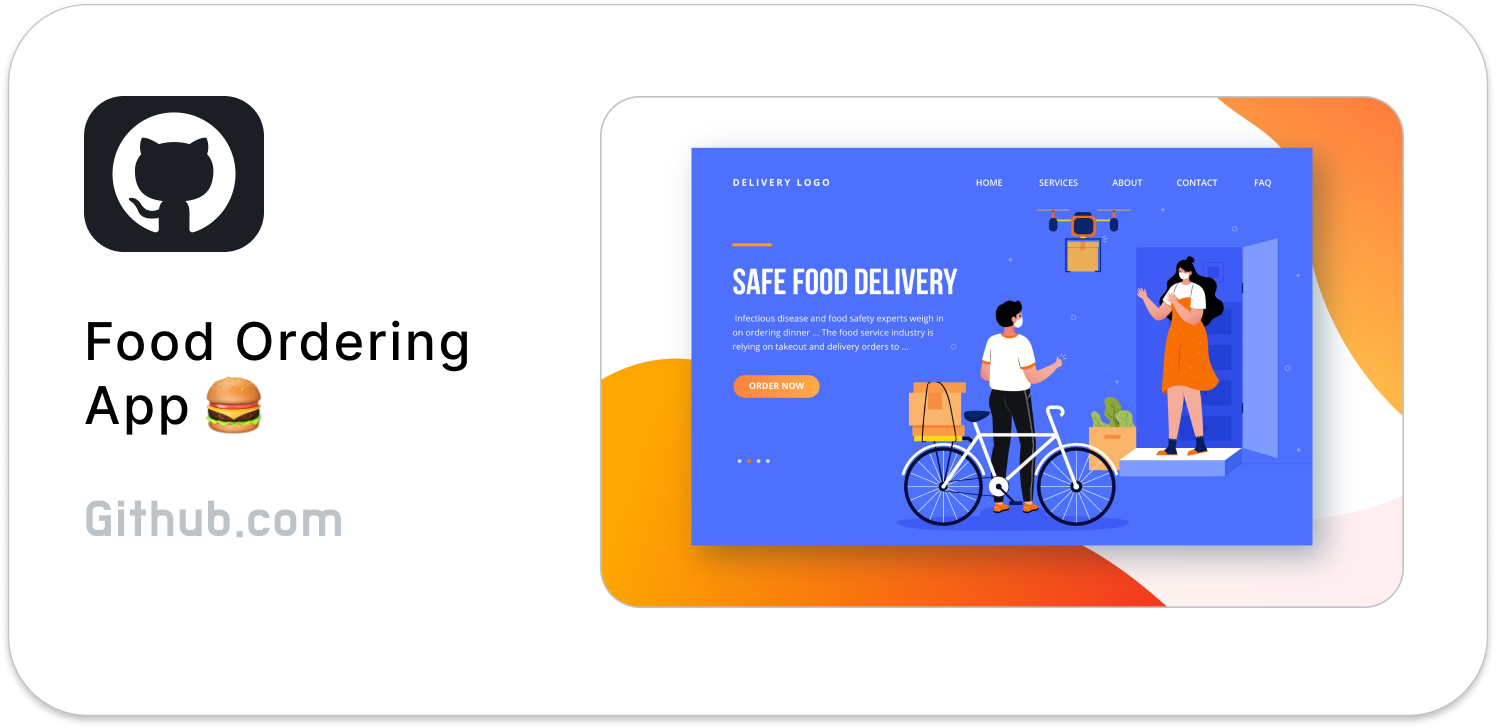 Food Ordering
App 🍔
Github.com
DELIVERY LOGO
HOME SERVICES ABOUT CONTACT FAQ
SAFE FOOD DELIVERY
Infectious disease and food safety experts weigh in
on ordering dinner ... The food service industry is
relying on takeout and delivery orders to ...
ORDER NOW